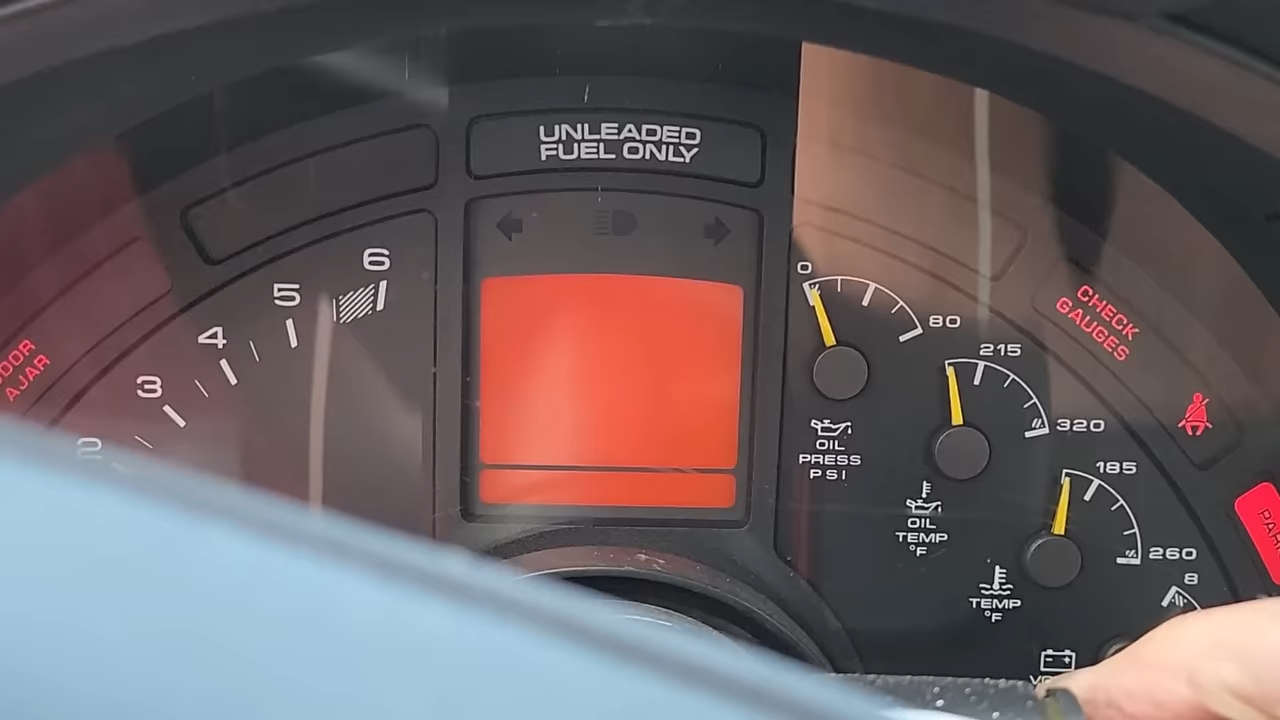 UNLEADED
FUEL ONLY
6
5
4
3
2
DOOR
AJAR
0
80
OIL
PRESS
PSI
215
320
OIL
TEMP
°F
185
260
TEMP
°F
8
CHECK
GAUGES